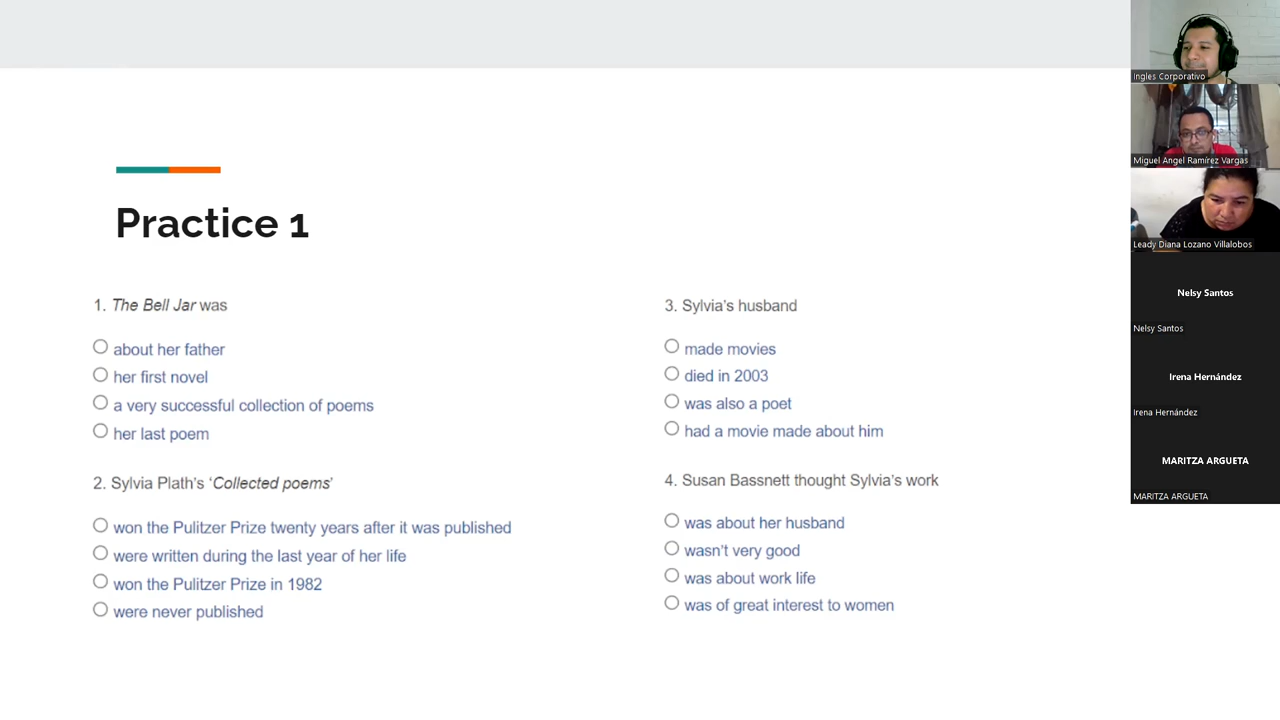 Practice 1
1. The Bell Jar was
about her father
her first novel
a very successful collection of poems
her last poem
2. Sylvia Plath's 'Collected poems'
won the Pulitzer Prize twenty years after it was published
were written during the last year of her life
won the Pulitzer Prize in 1982
were never published
3. Sylvia's husband
made movies
died in 2003
was also a poet
had a movie made about him
4. Susan Bassnett thought Sylvia's work
was about her husband
wasn't very good
was about work life
was of great interest to women
Ingles Corporativo
Miguel Angel Ramírez Vargas
Leady Diana Lozano Villalobos
Nelsy Santos
Nelsy Santos
Irena Hernández
Irena Hernández
MARITZA ARGUETA
MARITZA ARGUETA